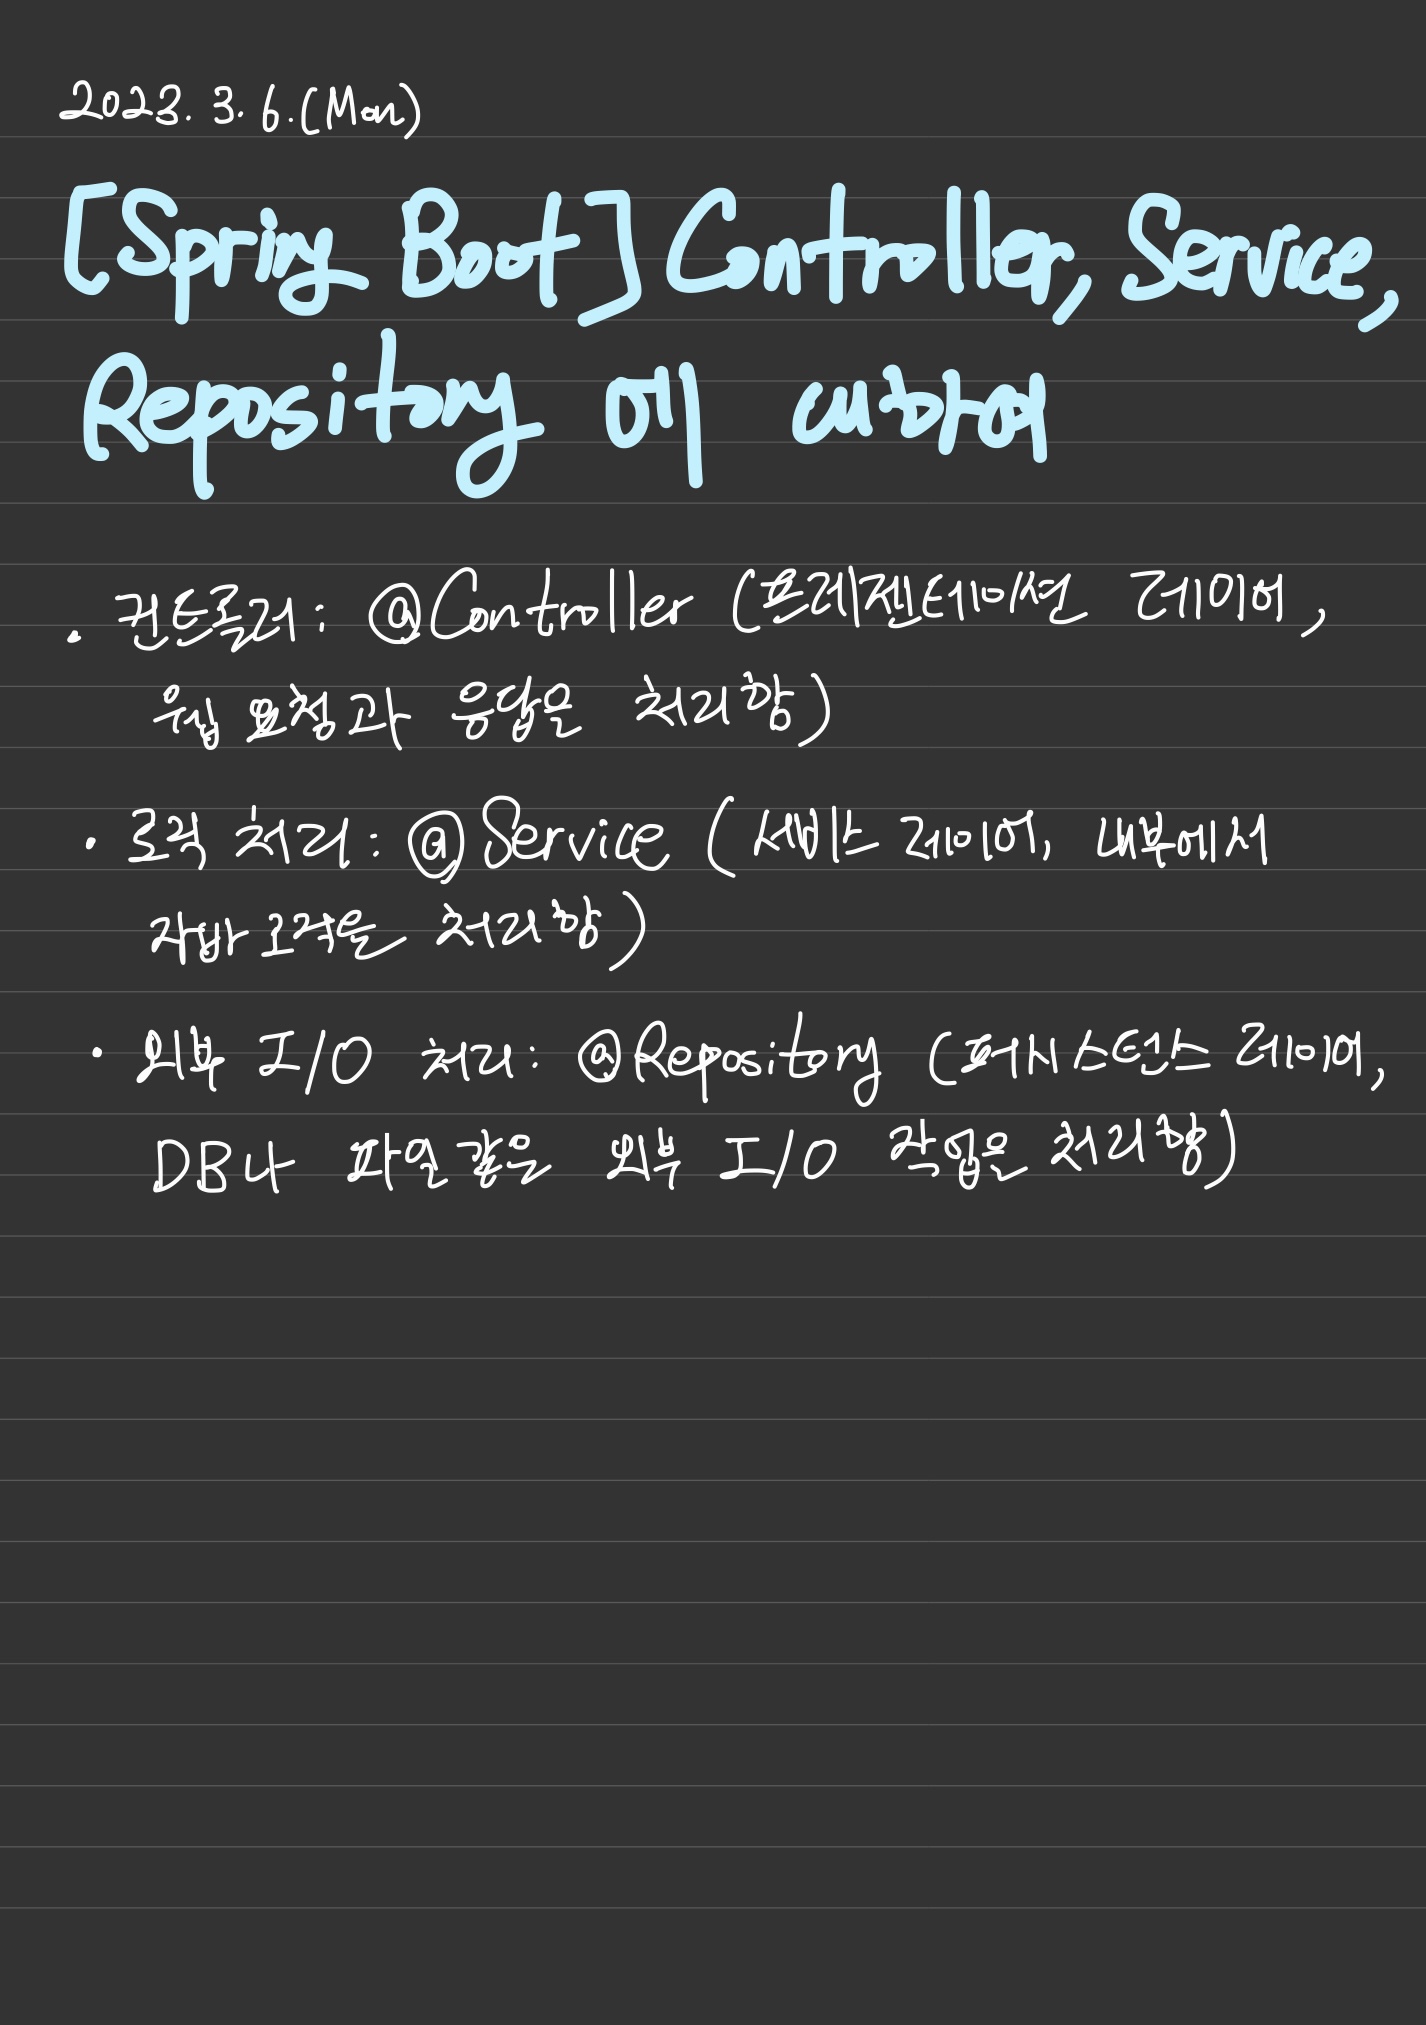 2023. 3. 6. (Mon)
[Spring Boot] Controller, Service,
Repository 에 대하여
· 컨트롤러: @Controller (프레젠테이션 레이어,
웹 요청과 응답을 처리함)
· 로직 처리: @Service (서비스 레이어, 내부에서
자바 로직을 처리함)
· 외부 I/O 처리: @Repository (퍼시스턴스 레이어,
DB나 파일같은 외부 I/O 작업을 처리함)